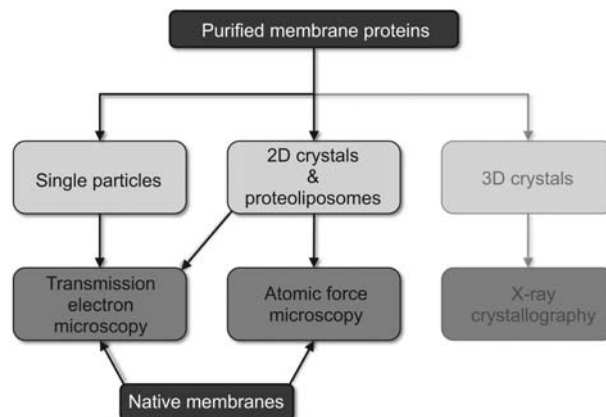 Purified membrane proteins
Single particles
2D crystals
&
proteoliposomes
3D crystals
Transmission
electron
microscopy
Atomic force
microscopy
X-ray
crystallography
Native membranes